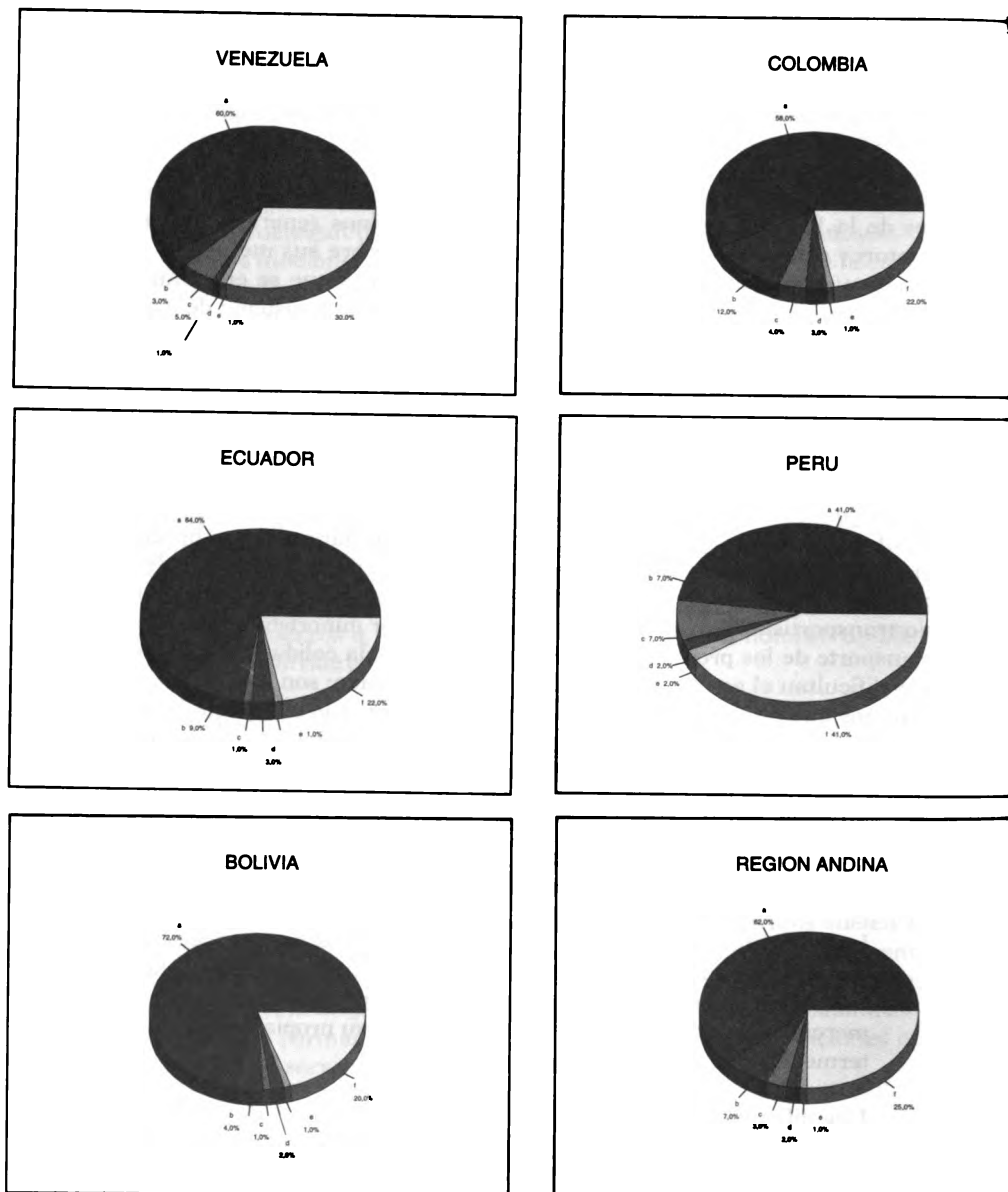 VENEZUELA
a
60,0%
b
3,0%
c
5,0%
d
1,0%
e
1,0%
f
30,0%
COLOMBIA
a
58,0%
b
12,0%
c
4,0%
d
3,0%
e
1,0%
f
22,0%
ECUADOR
a 64,0%
b 9,0%
c
1,0%
d
3,0%
e 1,0%
f 22,0%
PERU
a 41,0%
b 7,0%
c 7,0%
d 2,0%
e 2,0%
f 41,0%
BOLIVIA
a
72,0%
b
4,0%
c
1,0%
d
2,0%
e
1,0%
f
20,0%
REGION ANDINA
a
62,0%
b
7,0%
c
3,0%
d
2,0%
e
1,0%
f
25,0%